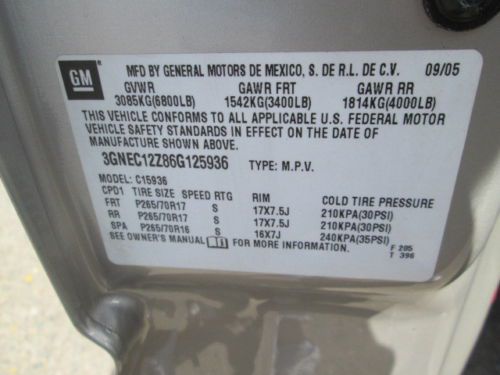 GM MFD BY GENERAL MOTORS DE MEXICO, S. DE R.L. DE C.V. 09/05
GVWR GAWR FRT GAWR RR
3085KG(6800LB) 1542KG(3400LB) 1814KG(4000LB)
THIS VEHICLE CONFORMS TO ALL APPLICABLE U.S. FEDERAL MOTOR
VEHICLE SAFETY STANDARDS IN EFFECT ON THE DATE OF
MANUFACTURE SHOWN ABOVE.
3GNEC12Z86G125936 TYPE: M.P.V.
MODEL: C15936
CPD1 TIRE SIZE SPEED RTG RIM COLD TIRE PRESSURE
FRT P265/70R17 S 17X7.5J 210KPA(30PSI)
RR P265/70R17 S 17X7.5J 210KPA(30PSI)
SPA P265/70R16 S 16X7J 240KPA(35PSI)
SEE OWNER'S MANUAL FOR MORE INFORMATION. F 205
T 396